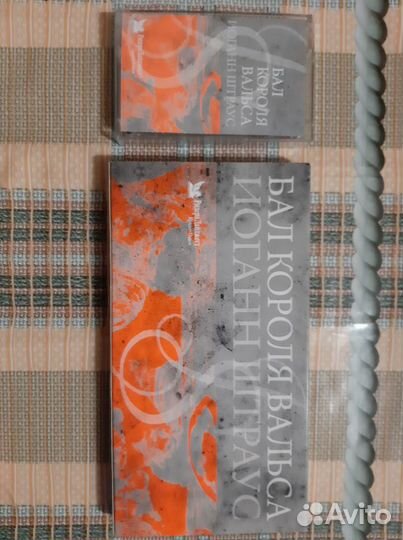 БАЛ
КОРОЛЯ
ВАЛЬСА
ИОГАНН ШТРАУС
БАЛ КОРОЛЯ ВАЛЬСА
ИОГАНН ШТРАУС
Avito